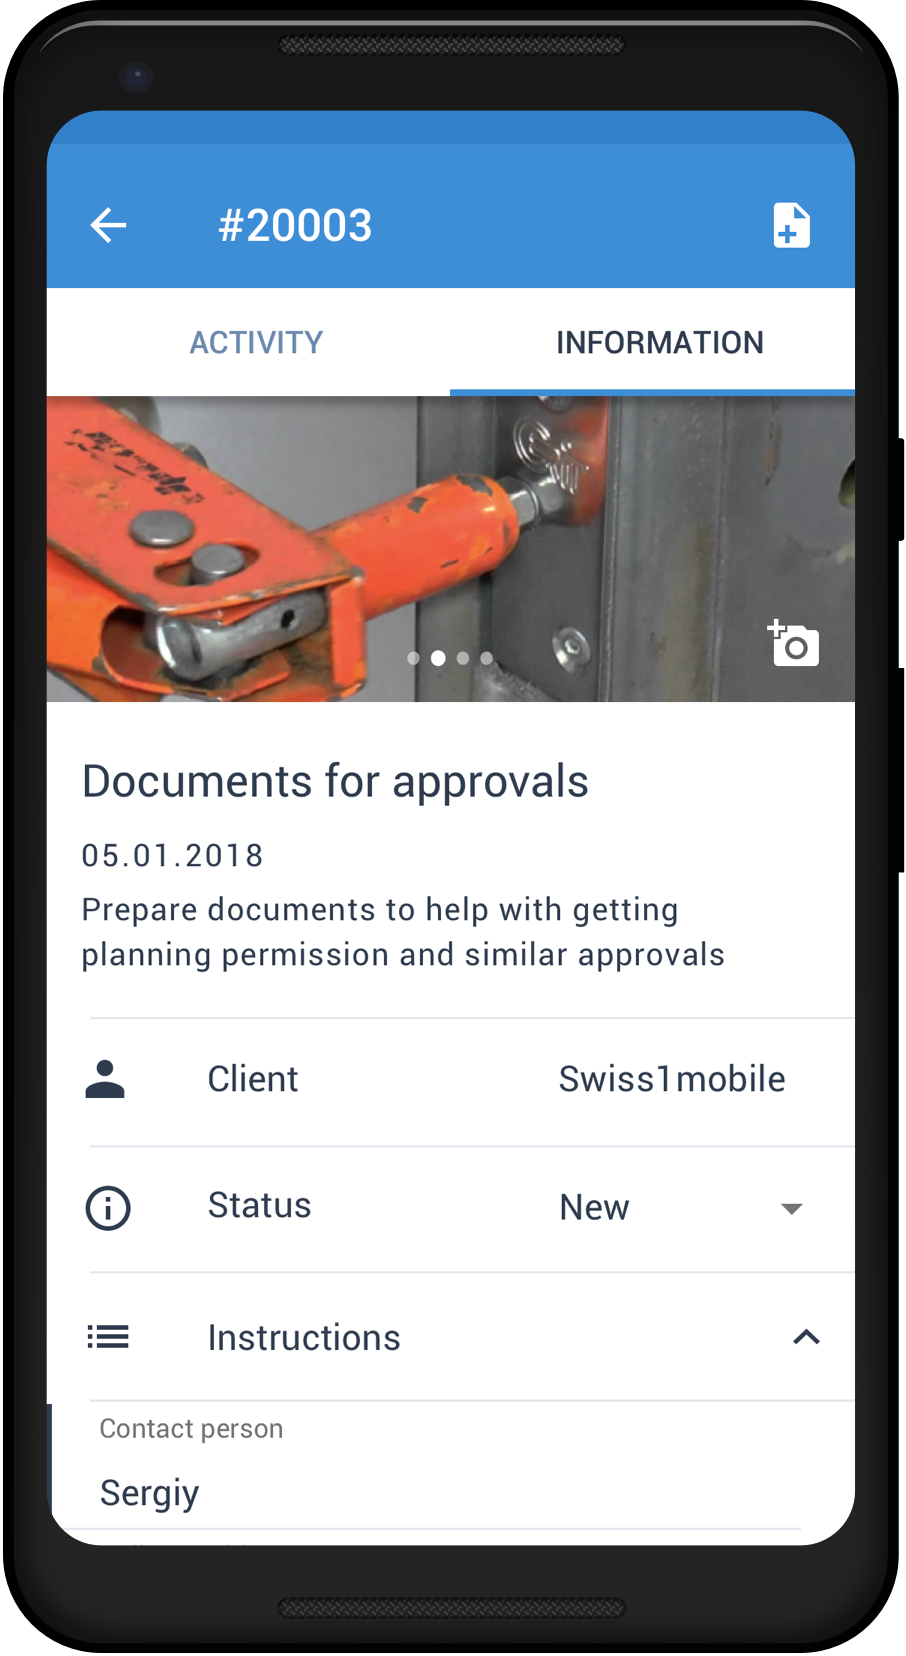 #20003
ACTIVITY
INFORMATION
Documents for approvals
05.01.2018
Prepare documents to help with getting
planning permission and similar approvals
Client
Swiss1mobile
Status
New
Instructions
Contact person
Sergiy